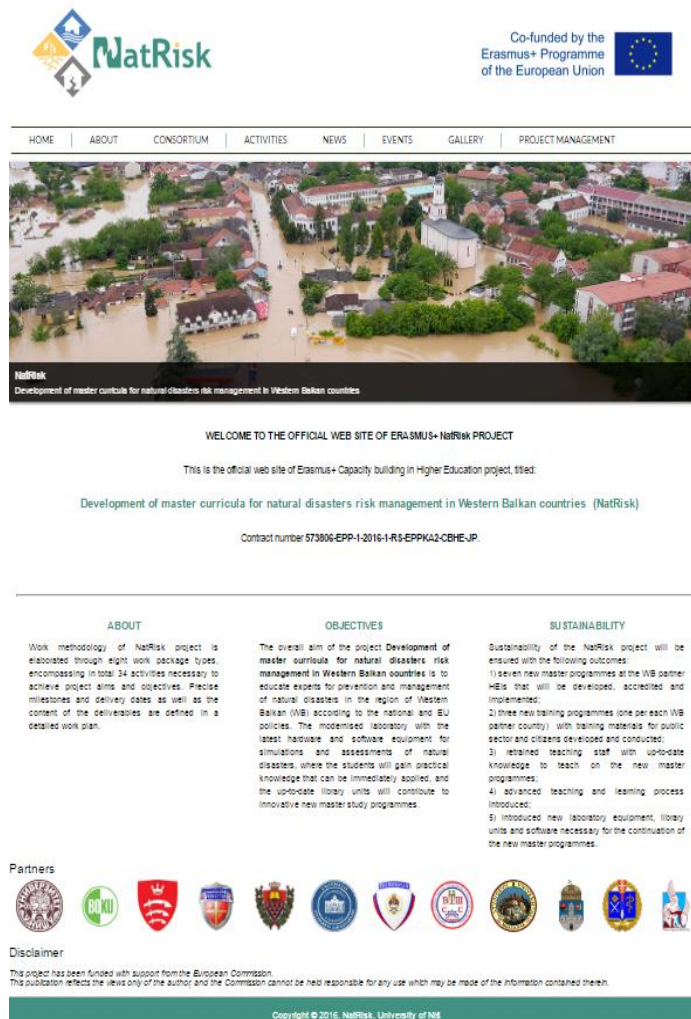 NatRisk
Co-funded by the
Erasmus+ Programme
of the European Union
HOME ABOUT CONSORTIUM ACTIVITIES NEWS EVENTS GALLERY PROJECT MANAGEMENT
NatRisk
Development of master curricula for natural disasters risk management in Western Balkan countries
WELCOME TO THE OFFICIAL WEB SITE OF ERASMUS+ NatRisk PROJECT
This is the official web site of Erasmus+ Capacity building in Higher Education project, titled:
Development of master curricula for natural disasters risk management in Western Balkan countries (NatRisk)
Contract number 573806-EPP-1-2016-1-RS-EPPKA2-CBHE-JP.
ABOUT
Work methodology of NatRisk project is
elaborated through eight work package types,
encompassing in total 34 activities necessary to
achieve project aims and objectives. Precise
milestones and delivery dates as well as the
content of the deliverables are defined in a
detailed work plan.
OBJECTIVES
The overall aim of the project Development of
master curricula for natural disasters risk
management in Western Balkan countries is to
educate experts for prevention and management
of natural disasters in the region of Western
Balkan (WB) according to the national and EU
policies. The modernised laboratory with the
latest hardware and software equipment for
simulations and assessments of natural
disasters, where the students will gain practical
knowledge that can be immediately applied, and
the up-to-date library units will contribute to
innovative new master study programmes.
SUSTAINABILITY
Sustainability of the NatRisk project will be
ensured with the following outcomes:
1) seven new master programmes at the WB partner
HEIs that will be developed, accredited and
implemented;
2) three new training programmes (one per each WB
partner country) with training materials for public
sector and citizens developed and conducted;
3) retrained teaching staff with up-to-date
knowledge to teach on the new master
programmes;
4) advanced teaching and learning process
introduced;
5) introduced new laboratory equipment, library
units and software necessary for the continuation of
the new master programmes.
Partners
BOKU
Disclaimer
This project has been funded with support from the European Commission.
This publication reflects the views only of the author, and the Commission cannot be held responsible for any use which may be made of the information contained therein.
Copyright © 2016. NatRisk. University of Niš